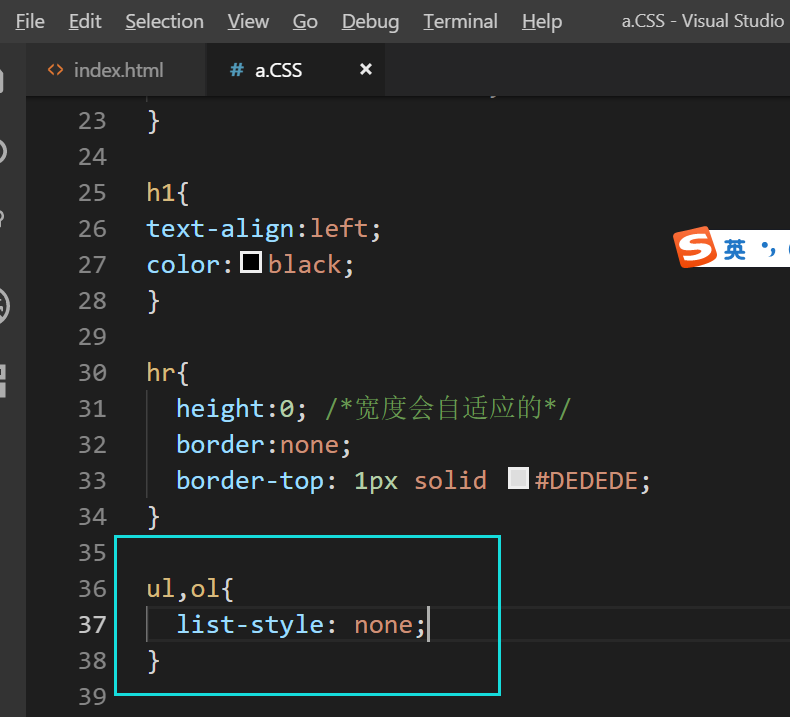 File Edit Selection View Go Debug Terminal Help a.CSS - Visual Studio
<> index.html # a.CSS ×
23 }
24
25 h1{
26 text-align:left;
27 color:black;
28 }
29
30 hr{
31 height:0; /*宽度会自适应的*/
32 border:none;
33 border-top: 1px solid #DEDEDE;
34 }
35
36 ul,ol{
37 list-style: none;
38 }
39
S 英